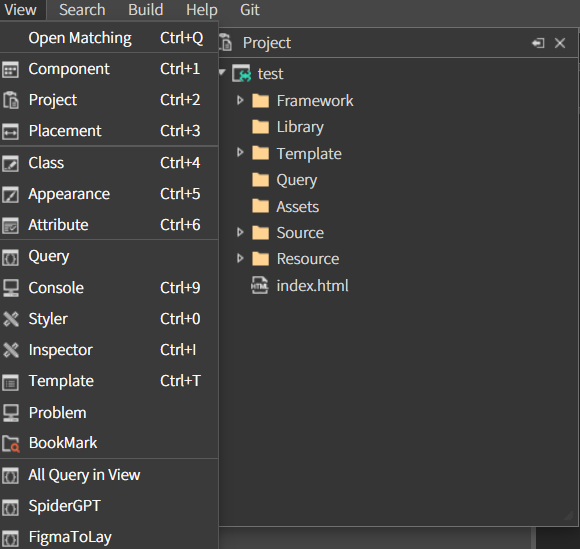 View Search Build Help Git
Open Matching Ctrl+Q
Component Ctrl+1
Project Ctrl+2
Placement Ctrl+3
Class Ctrl+4
Appearance Ctrl+5
Attribute Ctrl+6
Query
Console Ctrl+9
Styler Ctrl+0
Inspector Ctrl+I
Template Ctrl+T
Problem
BookMark
All Query in View
SpiderGPT
FigmaToLay
Project
test
Framework
Library
Template
Query
Assets
Source
Resource
HTML index.html